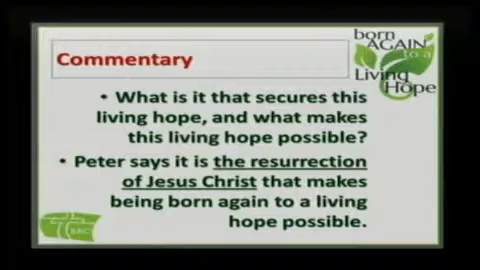 born
AGAIN
to a
Living
Hope
Commentary
• What is it that secures this
living hope, and what makes
this living hope possible?
• Peter says it is the resurrection
of Jesus Christ that makes
being born again to a living
hope possible.